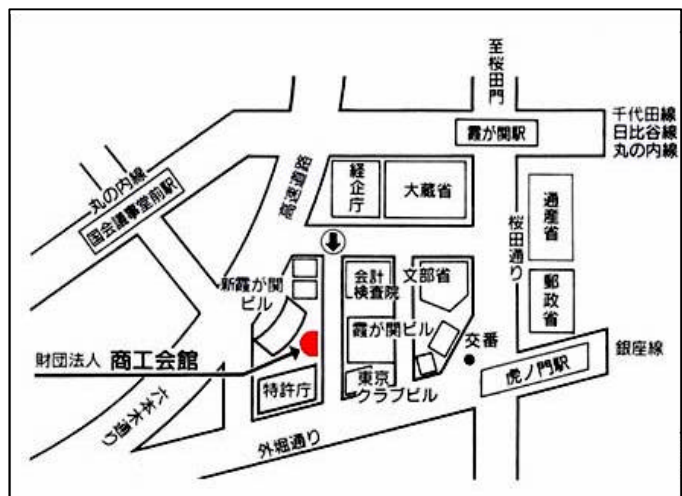 至桜田門
千代田線
日比谷線
丸の内線
霞が関駅
丸の内線
国会議事堂前駅
高速道路
経企庁
大蔵省
桜田通り
通産省
新霞が関
ビル
会計
検査院
文部省
郵政省
霞が関ビル
交番
銀座線
財団法人 商工会館
虎ノ門駅
特許庁
東京
クラブビル
六本木通り
外堀通り